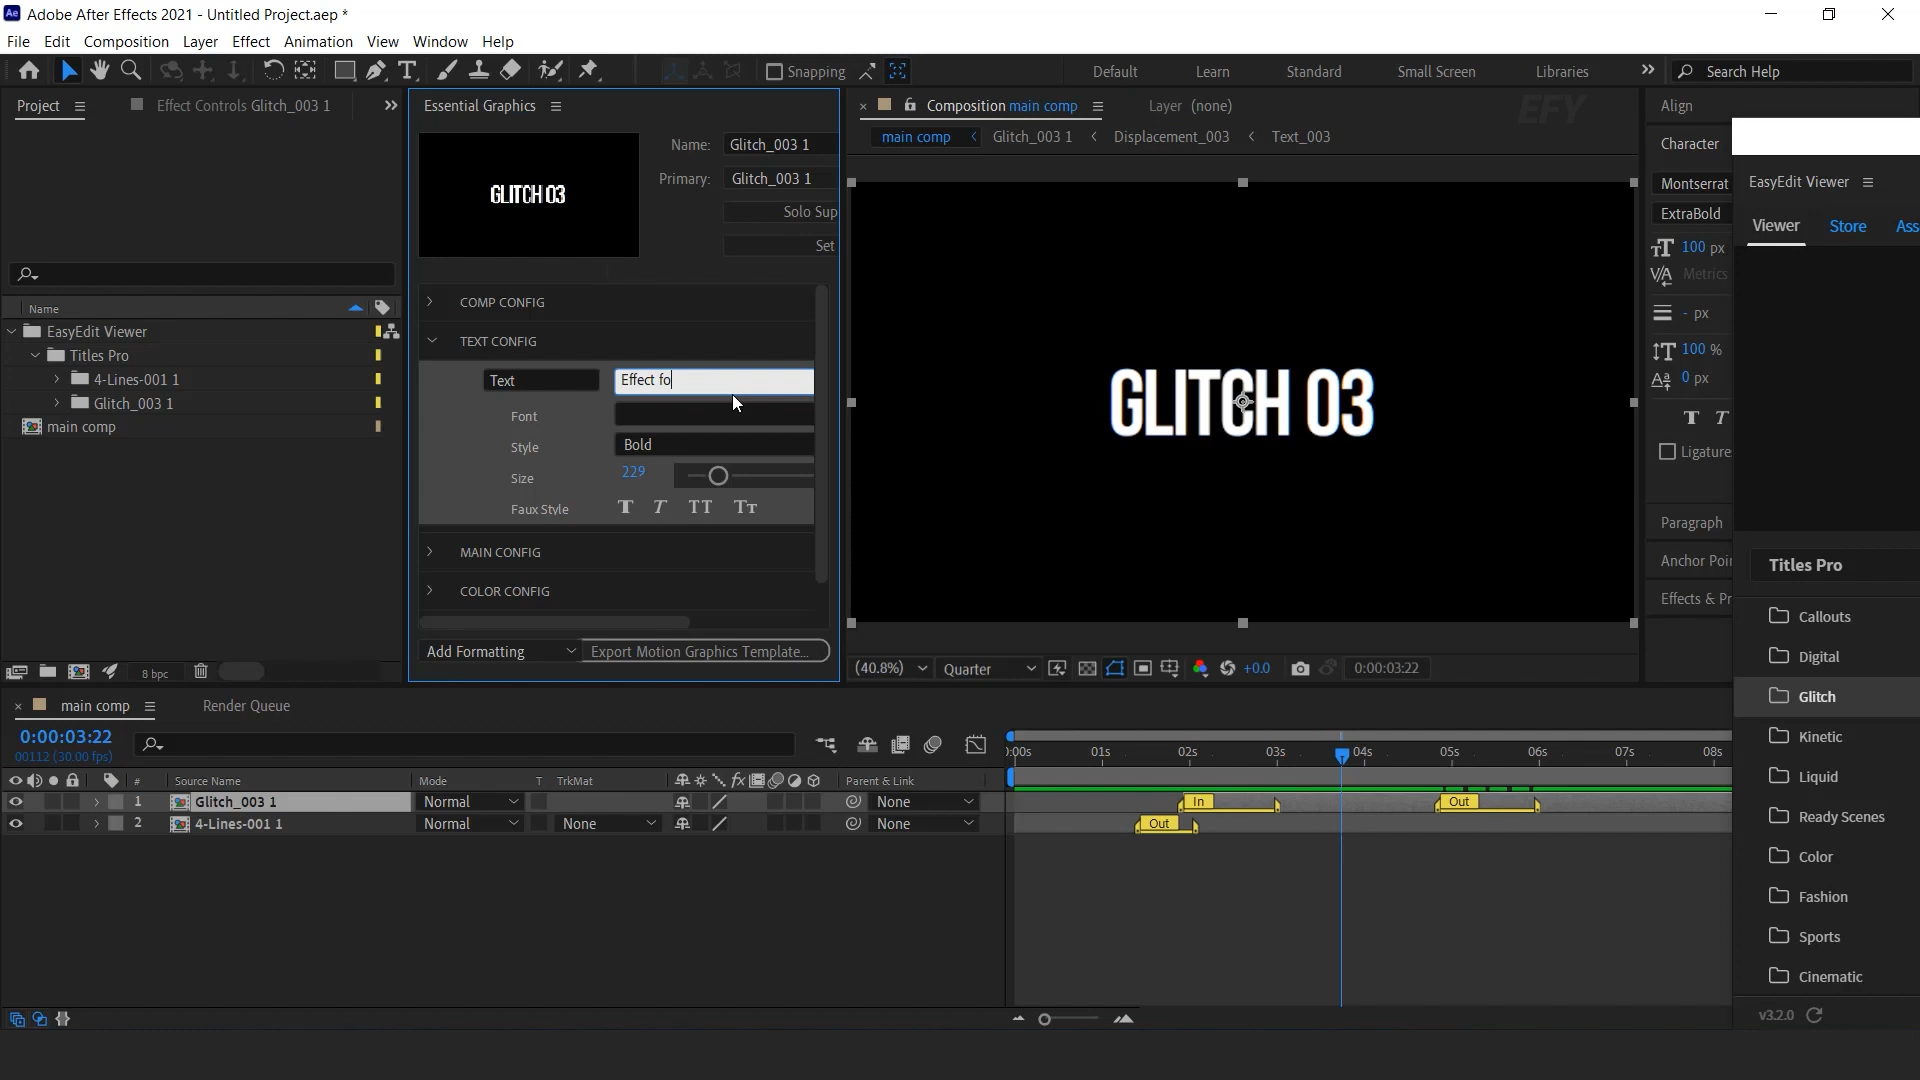 Adobe After Effects 2021 - Untitled Project.aep *
File Edit Composition Layer Effect Animation View Window Help
Snapping Default Learn Standard Small Screen Libraries Search Help
Project Effect Controls Glitch_003 1
Name
EasyEdit Viewer
Titles Pro
4-Lines-001 1
Glitch_003 1
main comp
8 bpc
Essential Graphics
GLITCH 03
Name: Glitch_003 1
Primary: Glitch_003 1
Solo Sup
Set
COMP CONFIG
TEXT CONFIG
Text Effect fo
Font
Style Bold
Size 229
Faux Style T T TT Tt
MAIN CONFIG
COLOR CONFIG
Add Formatting Export Motion Graphics Template...
Composition main comp Layer (none)
EFY
main comp Glitch_003 1 Displacement_003 Text_003
GLITCH 03
(40.8%) Quarter +0.0 0:00:03:22
Align
Character
Montserrat
ExtraBold
100 px
Metrics
- px
100 %
0 px
T T
Ligature
Paragraph
Anchor Poi
Effects & Pr
EasyEdit Viewer
Viewer Store Ass
Titles Pro
Callouts
Digital
Glitch
Kinetic
Liquid
Ready Scenes
Color
Fashion
Sports
Cinematic
v3.2.0
main comp Render Queue
0:00:03:22
00112 (30.00 fps)
# Source Name Mode T TrkMat Parent & Link
1 Glitch_003 1 Normal None
2 4-Lines-001 1 Normal None None
:00s 01s 02s 03s 04s 05s 06s 07s 08s
In Out
Out